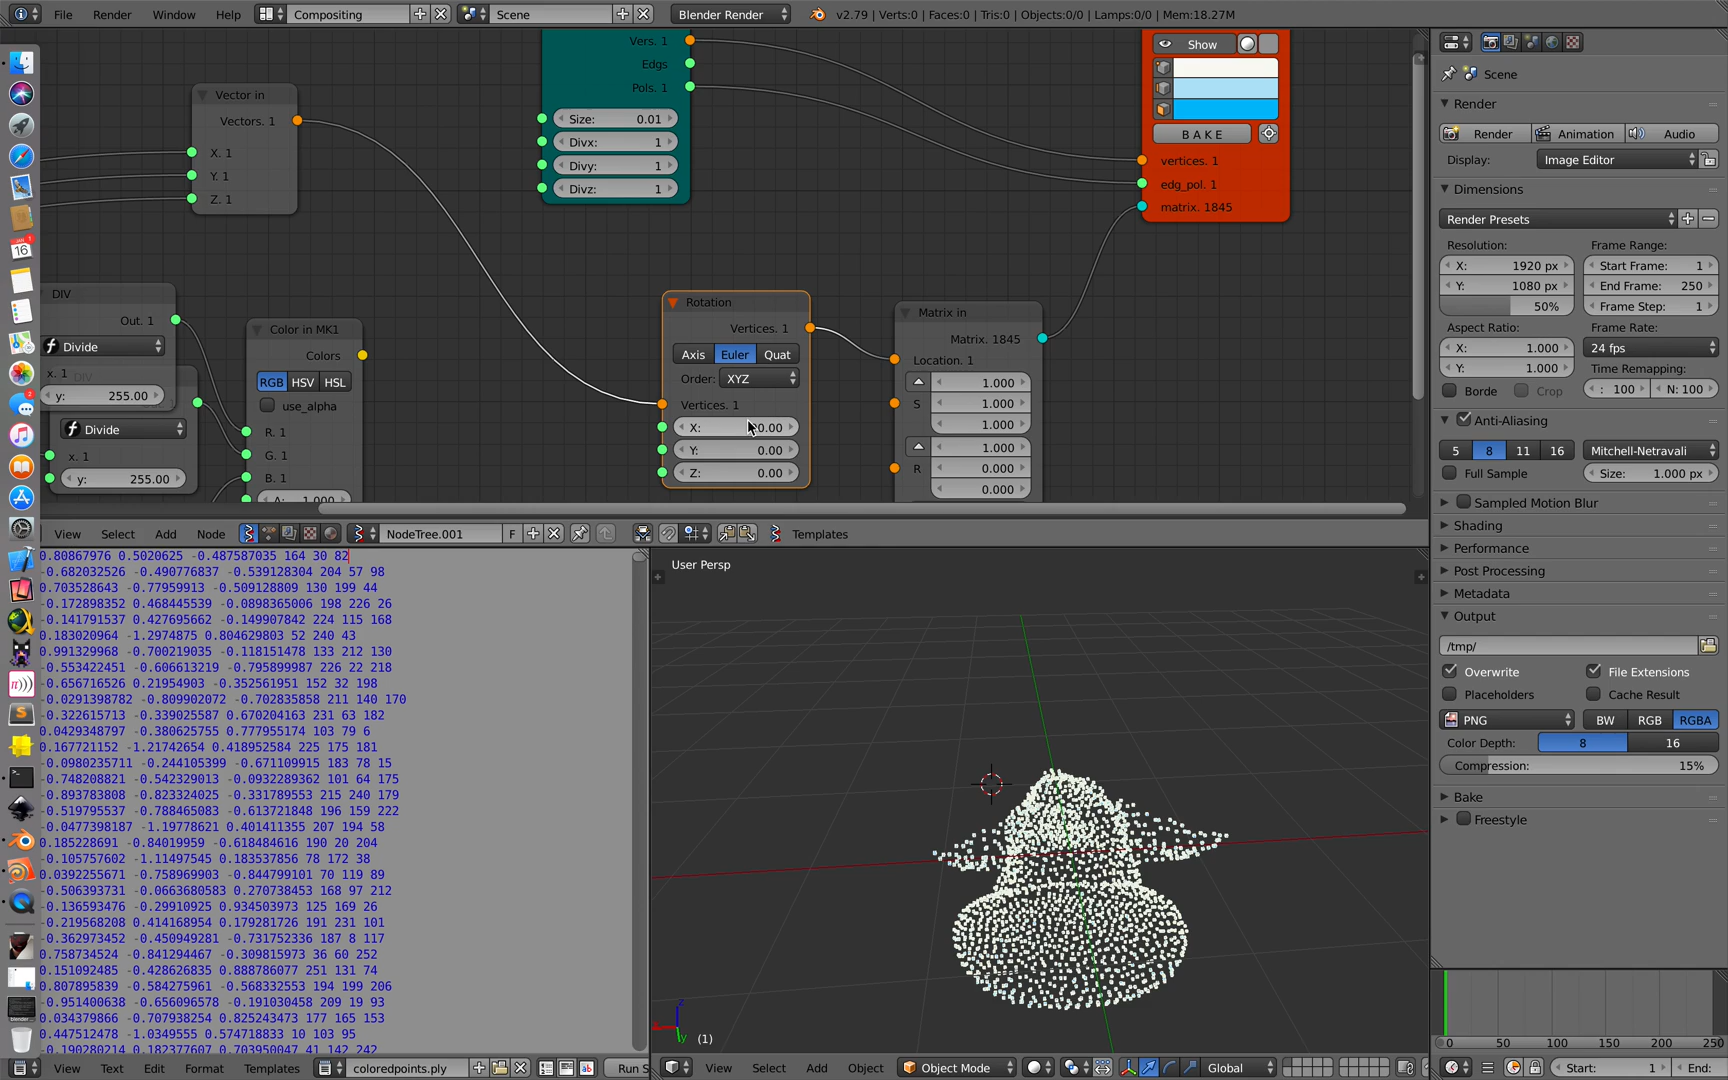 File Render Window Help Compositing Scene Blender Render v2.79 | Verts:0 | Faces:0 | Tris:0 | Objects:0/0 | Lamps:0/0 | Mem:18.27M
Vector in
Vectors. 1
X. 1
Y. 1
Z. 1
Vers. 1
Edgs
Pols. 1
Size: 0.01
Divx: 1
Divy: 1
Divz: 1
Show
BAKE
vertices. 1
edg_pol. 1
matrix. 1845
DIV
Out. 1
Divide
x. 1
y: 255.00
Divide
x. 1
y: 255.00
Color in MK1
Colors
RGB HSV HSL
use_alpha
R. 1
G. 1
B. 1
A: 1.000
Rotation
Vertices. 1
Axis Euler Quat
Order: XYZ
Vertices. 1
X: 20.00
Y: 0.00
Z: 0.00
Matrix in
Matrix. 1845
Location. 1
1.000
S 1.000
1.000
1.000
R 0.000
0.000
View Select Add Node NodeTree.001 F Templates
0.80867976 0.5020625 -0.487587035 164 30 82
-0.682032526 -0.490776837 -0.539128304 204 57 98
0.703528643 -0.77959913 -0.509128809 130 199 44
-0.172898352 0.468445539 -0.0898365006 198 226 26
-0.141791537 0.427695662 -0.149907842 224 115 168
0.183020964 -1.2974875 0.804629803 52 240 43
0.991329968 -0.700219035 -0.118151478 133 212 130
-0.553422451 -0.606613219 -0.795899987 226 22 218
-0.656716526 0.21954903 -0.352561951 152 32 198
-0.0291398782 -0.809902072 -0.702835858 211 140 170
-0.322615713 -0.339025587 0.670204163 231 63 182
0.0429348797 -0.380625755 0.777955174 103 79 6
0.167721152 -1.21742654 0.418952584 225 175 181
-0.0980235711 -0.244105399 -0.671109915 183 78 15
-0.748208821 -0.542329013 -0.0932289362 101 64 175
-0.893783808 -0.823324025 -0.331789553 215 240 179
-0.519795537 -0.788465083 -0.613721848 196 159 222
-0.0477398187 -1.19778621 0.401411355 207 194 58
0.185228691 -0.84019959 -0.618484616 190 20 204
-0.105757602 -1.11497545 0.183537856 78 172 38
0.0392255671 -0.758969903 -0.844799101 70 119 89
-0.506393731 -0.0663680583 0.270738453 168 97 212
-0.136593476 -0.29910925 0.934503973 125 169 26
-0.219568208 0.414168954 0.179281726 191 231 101
-0.362973452 -0.450949281 -0.731752336 187 8 117
0.758734524 -0.841294467 -0.309815973 36 60 252
0.151092485 -0.428626835 0.888786077 251 131 74
0.807895839 -0.584275961 -0.568332553 194 199 206
-0.951400638 -0.656096578 -0.191030458 209 19 93
0.034379866 -0.707938254 0.825243473 177 165 153
0.447512478 -1.0349555 0.574718833 10 103 95
-0.190280214 0.182377607 0.703950047 41 142 242
View Text Edit Format Templates coloredpoints.ply Run S
User Persp
z
y
(1)
View Select Add Object Object Mode Global
Scene
Render
Render Animation Audio
Display: Image Editor
Dimensions
Render Presets
Resolution: Frame Range:
X: 1920 px Start Frame: 1
Y: 1080 px End Frame: 250
50% Frame Step: 1
Aspect Ratio: Frame Rate:
X: 1.000 24 fps
Y: 1.000 Time Remapping:
Borde Crop : 100 N: 100
Anti-Aliasing
5 8 11 16 Mitchell-Netravali
Full Sample Size: 1.000 px
Sampled Motion Blur
Shading
Performance
Post Processing
Metadata
Output
/tmp/
Overwrite File Extensions
Placeholders Cache Result
PNG BW RGB RGBA
Color Depth: 8 16
Compression: 15%
Bake
Freestyle
0 50 100 150 200 250
Start: 1 End: